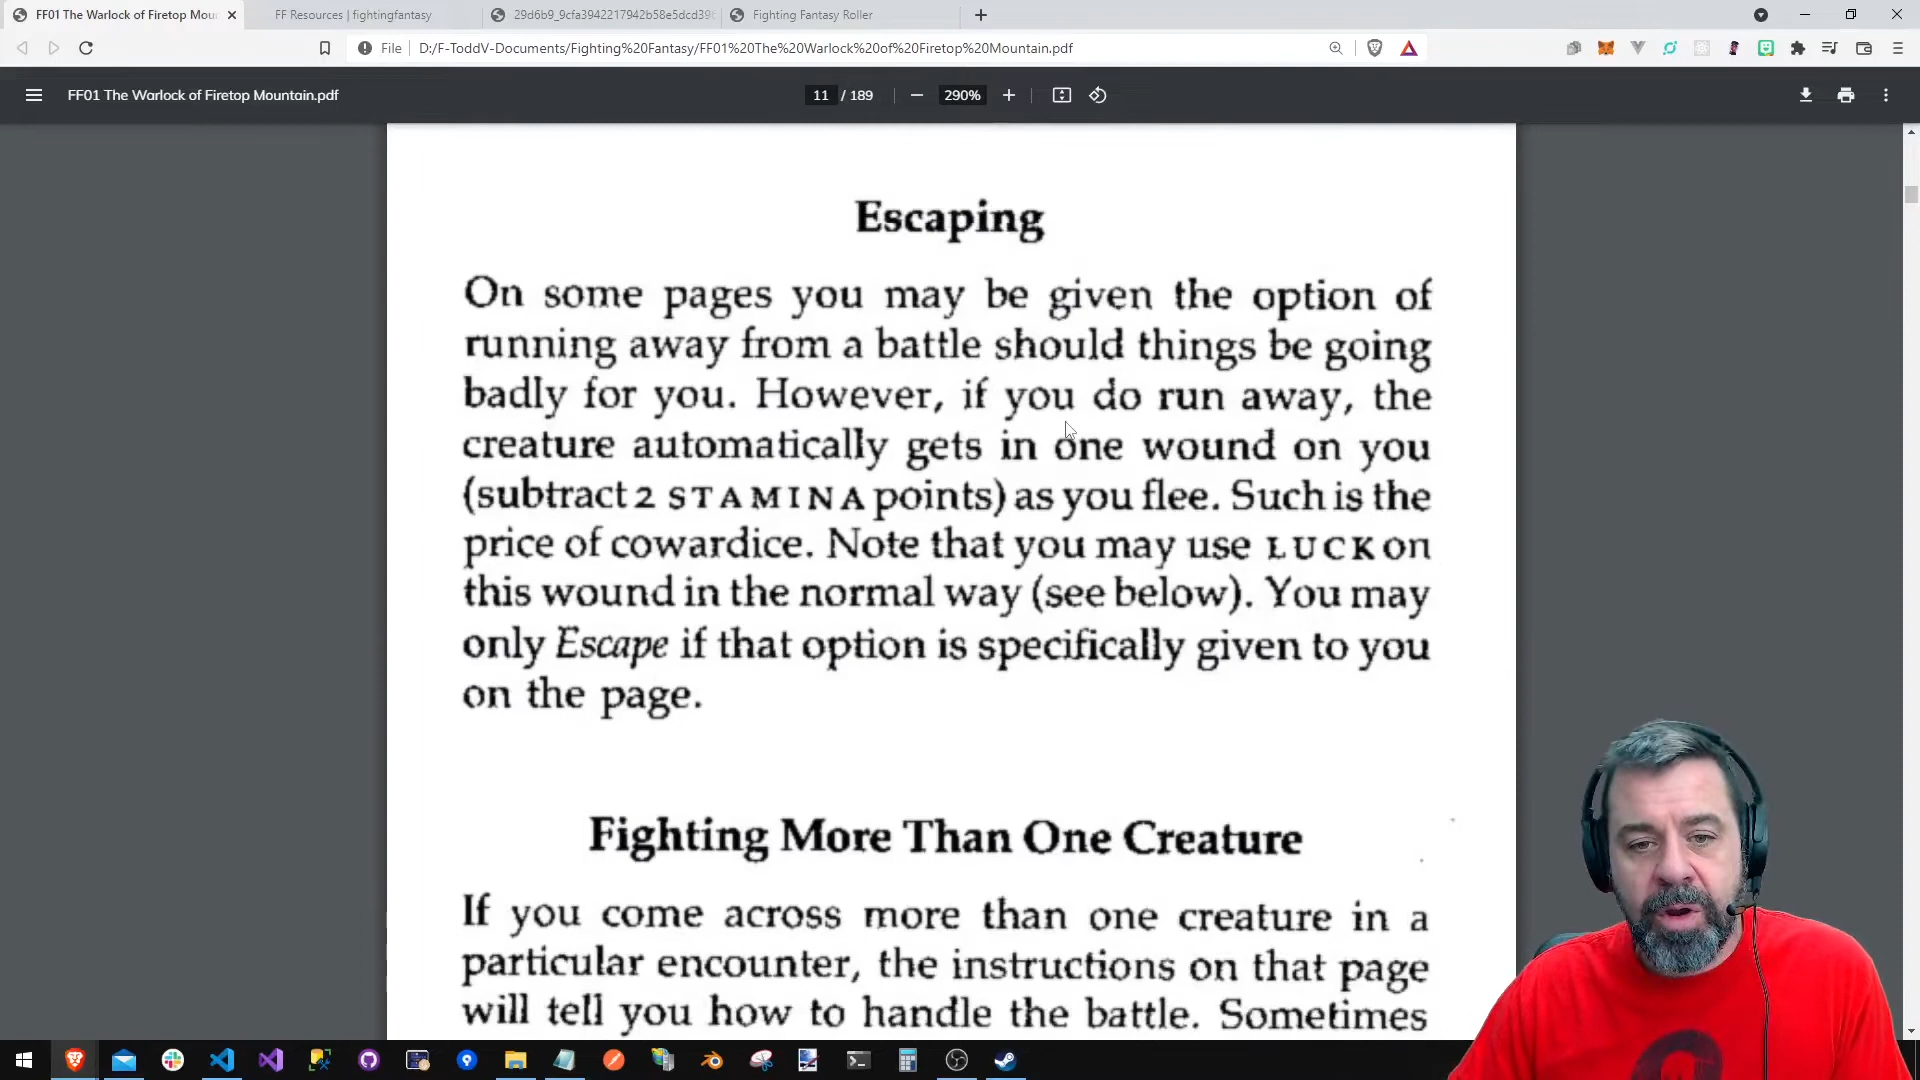 FF01 The Warlock of Firetop Mou
FF Resources | fightingfantasy
29d6b9_9cfa3942217942b58e5dcd39
Fighting Fantasy Roller
File
D:/F-ToddV-Documents/Fighting%20Fantasy/FF01%20The%20Warlock%20of%20Firetop%20Mountain.pdf
FF01 The Warlock of Firetop Mountain.pdf
11 / 189
290%
Escaping
On some pages you may be given the option of
running away from a battle should things be going
badly for you. However, if you do run away, the
creature automatically gets in one wound on you
(subtract 2 STAMINA points) as you flee. Such is the
price of cowardice. Note that you may use LUCK on
this wound in the normal way (see below). You may
only Escape if that option is specifically given to you
on the page.
Fighting More Than One Creature
If you come across more than one creature in a
particular encounter, the instructions on that page
will tell you how to handle the battle. Sometimes